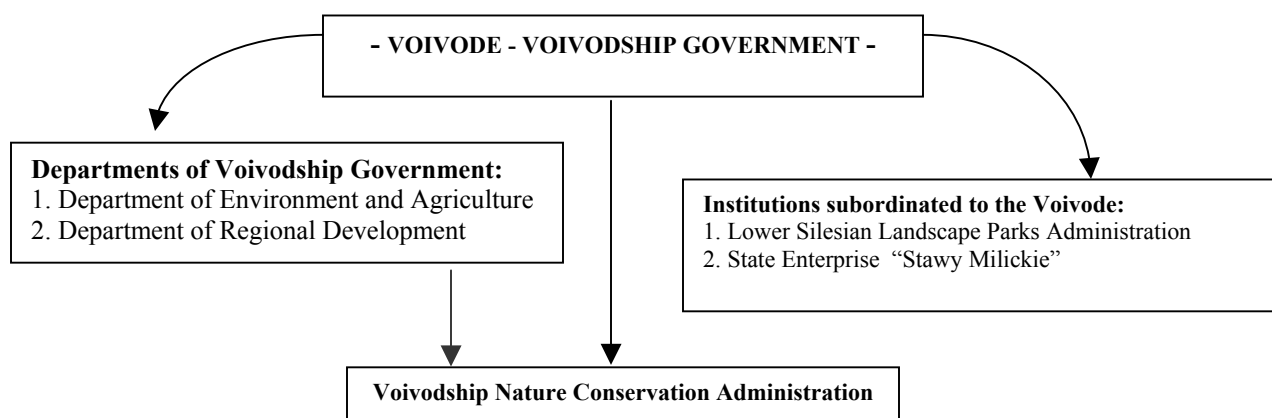 - VOIVODE - VOIVODSHIP GOVERNMENT -
Departments of Voivodship Government:
1. Department of Environment and Agriculture
2. Department of Regional Development
Institutions subordinated to the Voivode:
1. Lower Silesian Landscape Parks Administration
2. State Enterprise “Stawy Milickie”
Voivodship Nature Conservation Administration